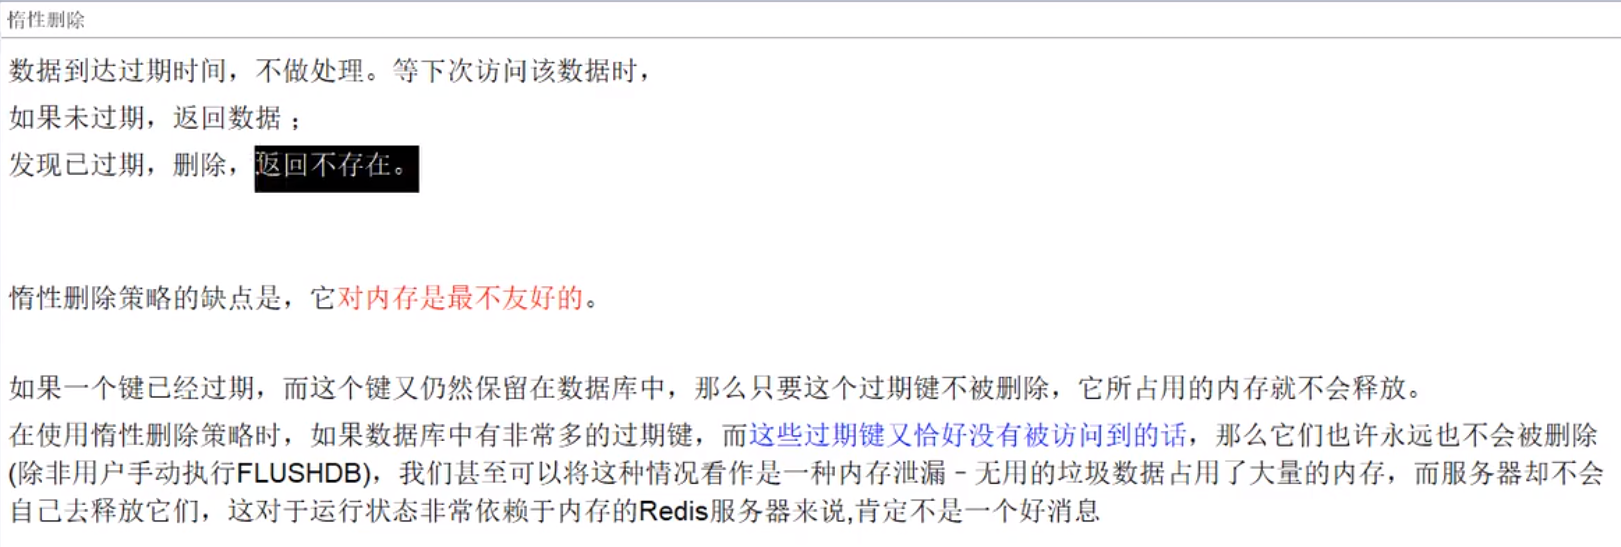 惰性删除
数据到达过期时间，不做处理。等下次访问该数据时，
如果未过期，返回数据；
发现已过期，删除，返回不存在。
惰性删除策略的缺点是，它对内存是最不友好的。
如果一个键已经过期，而这个键又仍然保留在数据库中，那么只要这个过期键不被删除，它所占用的内存就不会释放。
在使用惰性删除策略时，如果数据库中有非常多的过期键，而这些过期键又恰好没有被访问到的话，那么它们也许永远也不会被删除
(除非用户手动执行FLUSHDB)，我们甚至可以将这种情况看作是一种内存泄漏－无用的垃圾数据占用了大量的内存，而服务器却不会
自己去释放它们，这对于运行状态非常依赖于内存的Redis服务器来说,肯定不是一个好消息